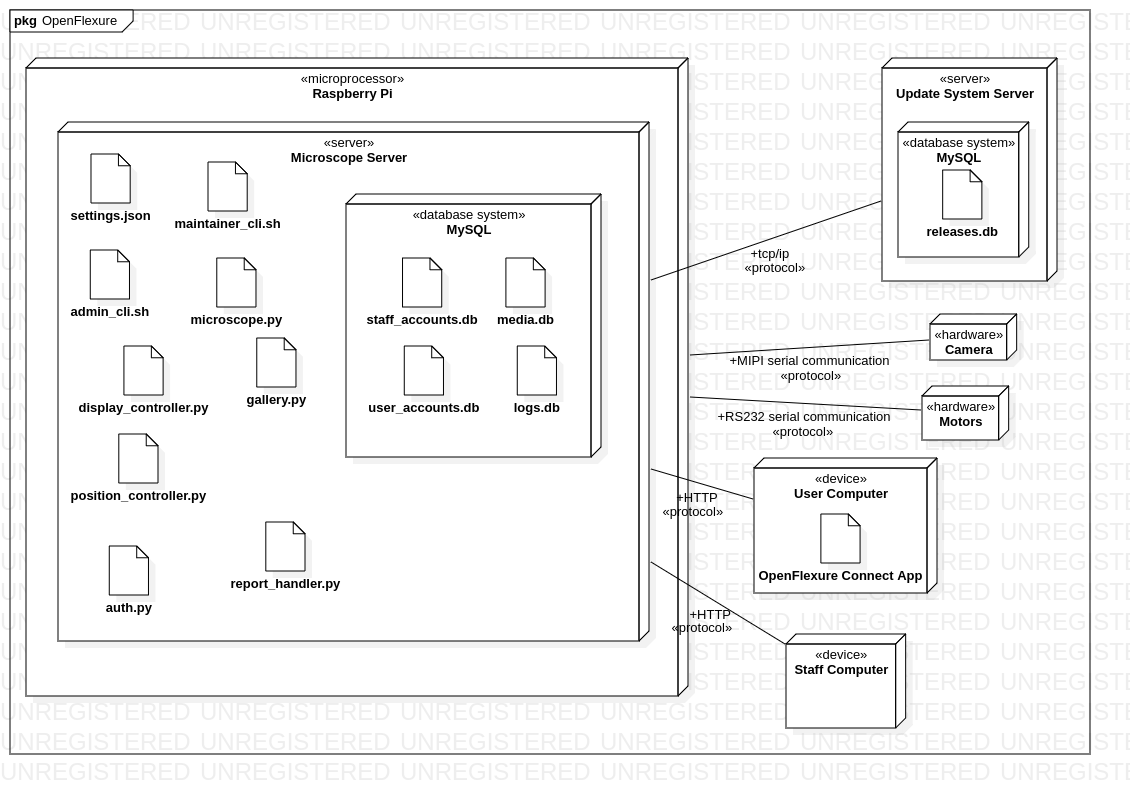 pkg OpenFlexure
«microprocessor»
Raspberry Pi
«server»
Microscope Server
settings.json
maintainer_cli.sh
admin_cli.sh
microscope.py
display_controller.py
gallery.py
position_controller.py
auth.py
report_handler.py
«database system»
MySQL
staff_accounts.db
media.db
user_accounts.db
logs.db
«server»
Update System Server
«database system»
MySQL
releases.db
+tcp/ip
«protocol»
«hardware»
Camera
+MIPI serial communication
«protocol»
«hardware»
Motors
+RS232 serial communication
«protocol»
«device»
User Computer
OpenFlexure Connect App
+HTTP
«protocol»
«device»
Staff Computer
+HTTP
«protocol»
UNREGISTERED UNREGISTERED UNREGISTERED UNREGISTERED UNREGISTERED